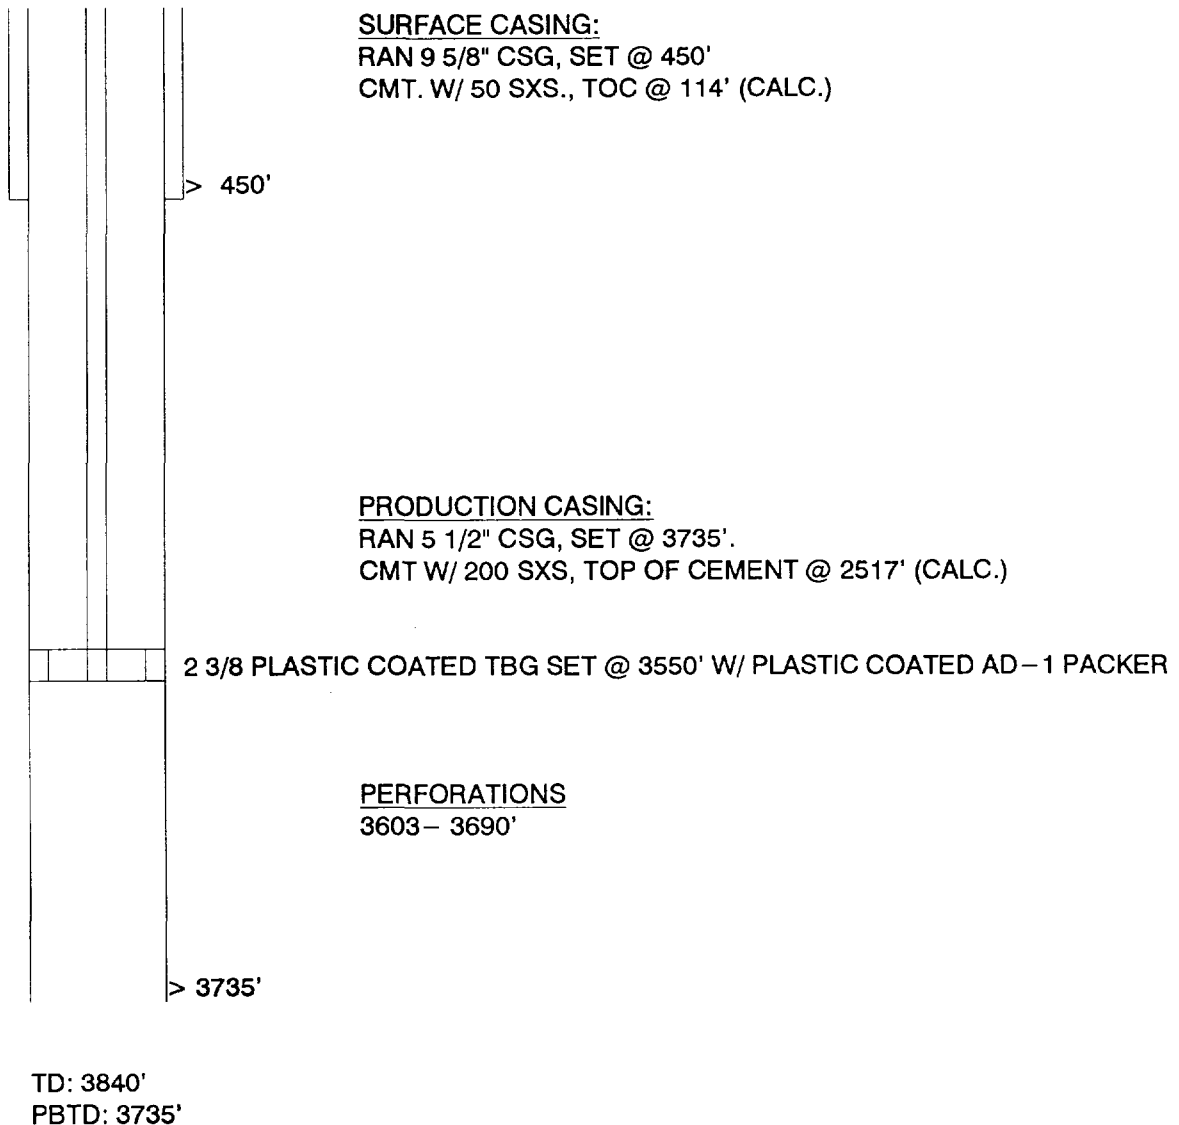 SURFACE CASING:
RAN 9 5/8" CSG, SET @ 450'
CMT. W/ 50 SXS., TOC @ 114' (CALC.)
> 450'
PRODUCTION CASING:
RAN 5 1/2" CSG, SET @ 3735'.
CMT W/ 200 SXS, TOP OF CEMENT @ 2517' (CALC.)
2 3/8 PLASTIC COATED TBG SET @ 3550' W/ PLASTIC COATED AD–1 PACKER
PERFORATIONS
3603– 3690'
> 3735'
TD: 3840'
PBTD: 3735'